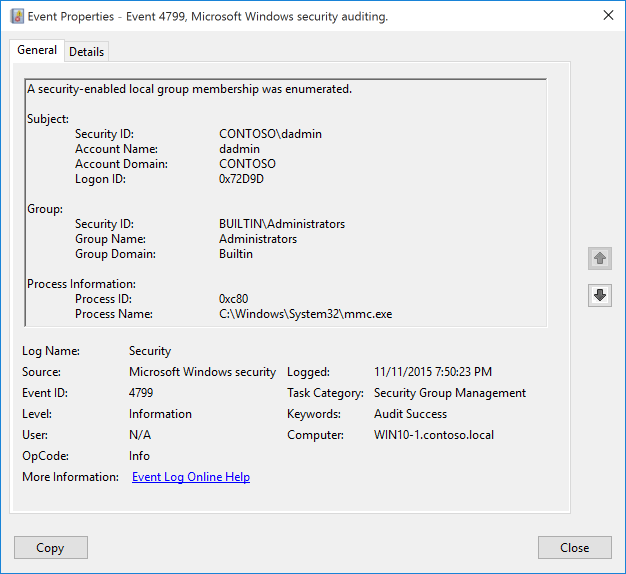 Event Properties - Event 4799, Microsoft Windows security auditing.
General Details
A security-enabled local group membership was enumerated.
Subject:
Security ID: CONTOSO\dadmin
Account Name: dadmin
Account Domain: CONTOSO
Logon ID: 0x72D9D
Group:
Security ID: BUILTIN\Administrators
Group Name: Administrators
Group Domain: Builtin
Process Information:
Process ID: 0xc80
Process Name: C:\Windows\System32\mmc.exe
Log Name: Security
Source: Microsoft Windows security Logged: 11/11/2015 7:50:23 PM
Event ID: 4799 Task Category: Security Group Management
Level: Information Keywords: Audit Success
User: N/A Computer: WIN10-1.contoso.local
OpCode: Info
More Information: Event Log Online Help
Copy Close